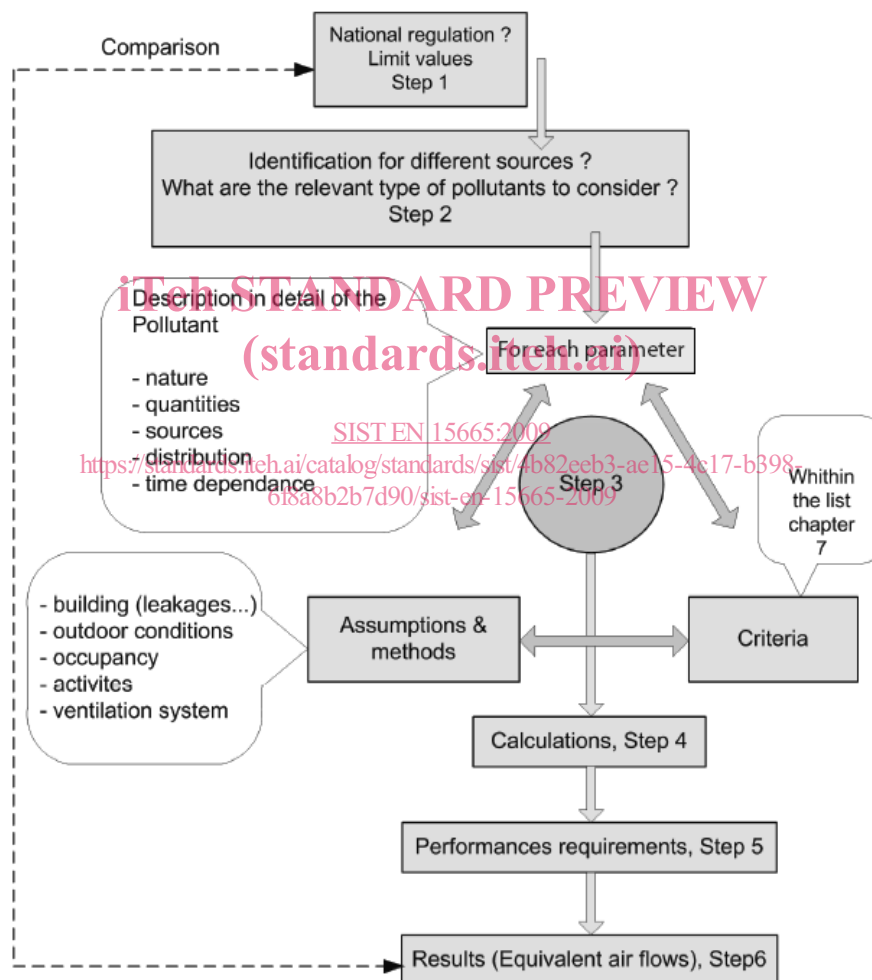 Comparison
National regulation ?
Limit values
Step 1
Identification for different sources ?
What are the relevant type of pollutants to consider ?
Step 2
iTeh STANDARD PREVIEW
(standards.iteh.ai)
Description in detail of the
Pollutant
- nature
- quantities
- sources
- distribution
- time dependance
For each parameter
SIST EN 15665:2009
https://standards.iteh.ai/catalog/standards/sist/4b82eeb3-ae15-4c17-b398-
6f8a8b2b7d90/sist-en-15665-2009
Step 3
Whithin
the list
chapter
7
- building (leakages...)
- outdoor conditions
- occupancy
- activites
- ventilation system
Assumptions &
methods
Criteria
Calculations, Step 4
Performances requirements, Step 5
Results (Equivalent air flows), Step6